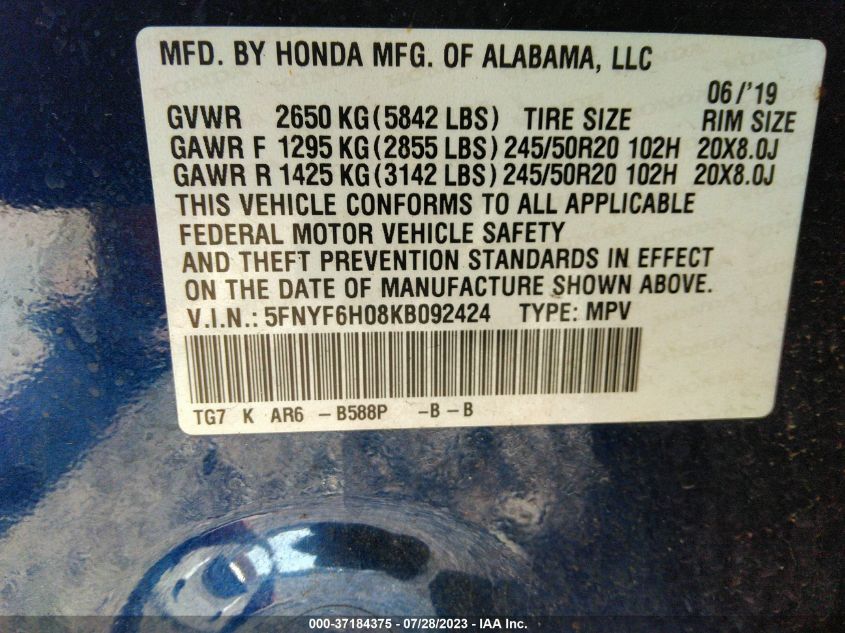 MFD. BY HONDA MFG. OF ALABAMA, LLC
06/'19
GVWR 2650 KG(5842 LBS) TIRE SIZE RIM SIZE
GAWR F 1295 KG(2855 LBS) 245/50R20 102H 20X8.0J
GAWR R 1425 KG(3142 LBS) 245/50R20 102H 20X8.0J
THIS VEHICLE CONFORMS TO ALL APPLICABLE
FEDERAL MOTOR VEHICLE SAFETY
AND THEFT PREVENTION STANDARDS IN EFFECT
ON THE DATE OF MANUFACTURE SHOWN ABOVE.
V.I.N.: 5FNYF6H08KB092424 TYPE: MPV
TG7 K AR6 -B588P -B-B
000-37184375 / 07/28/2023 - IAA Inc.